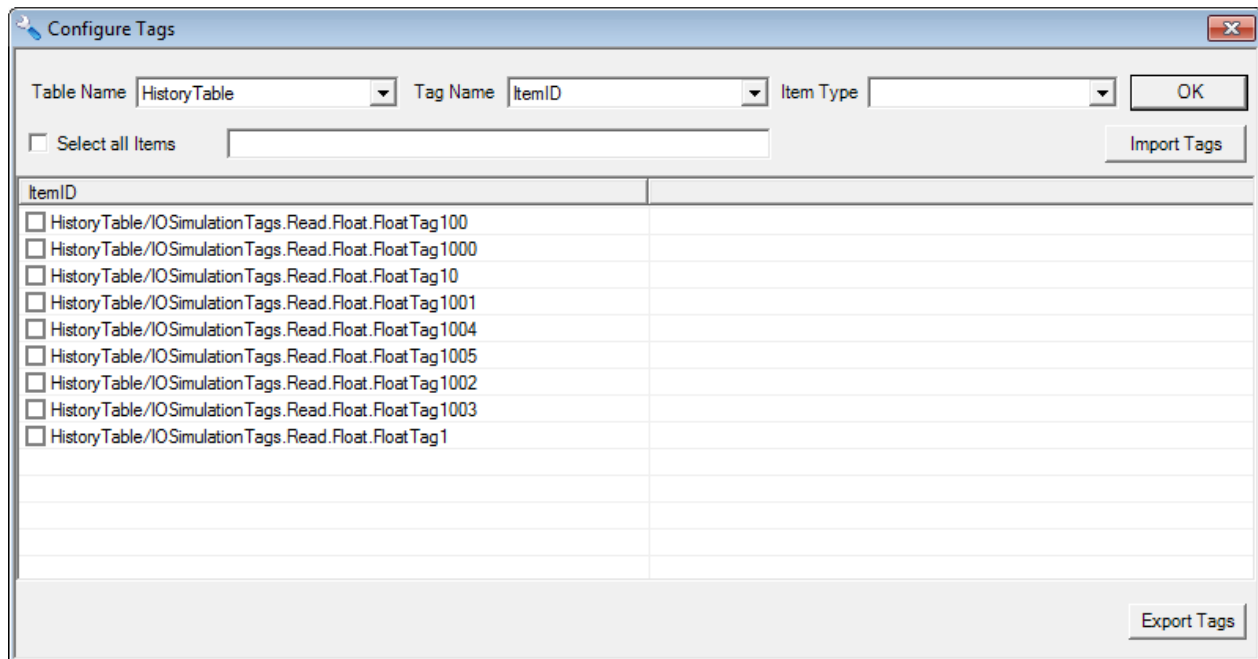 Configure Tags
Table Name HistoryTable Tag Name ItemID Item Type OK
Select all Items Import Tags
ItemID
HistoryTable/IOSimulationTags.Read.Float.FloatTag100
HistoryTable/IOSimulationTags.Read.Float.FloatTag1000
HistoryTable/IOSimulationTags.Read.Float.FloatTag10
HistoryTable/IOSimulationTags.Read.Float.FloatTag1001
HistoryTable/IOSimulationTags.Read.Float.FloatTag1004
HistoryTable/IOSimulationTags.Read.Float.FloatTag1005
HistoryTable/IOSimulationTags.Read.Float.FloatTag1002
HistoryTable/IOSimulationTags.Read.Float.FloatTag1003
HistoryTable/IOSimulationTags.Read.Float.FloatTag1
Export Tags